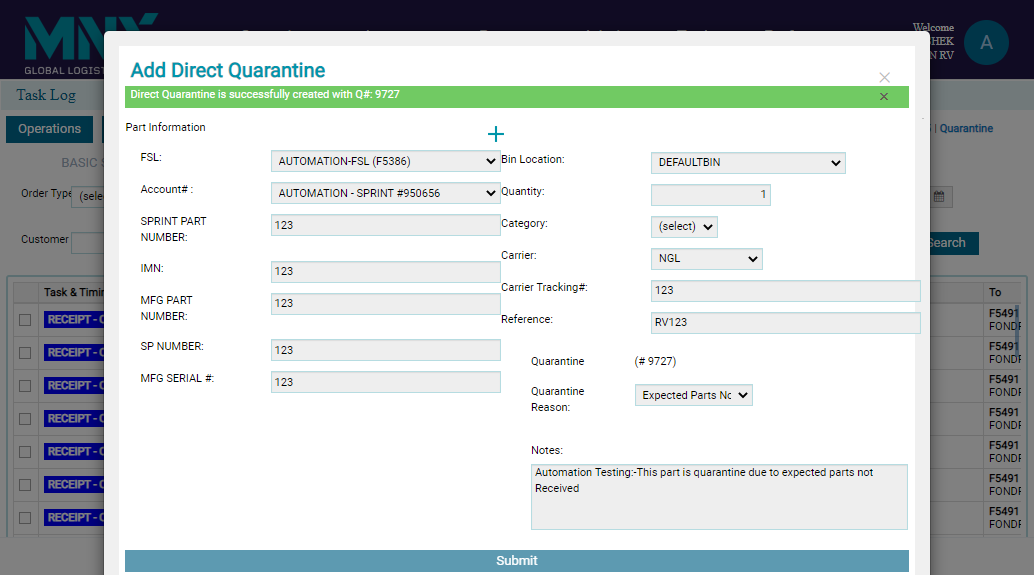 MNX
GLOBAL LOGIST
Welcome
HEK
N RV
A
Add Direct Quarantine
×
Direct Quarantine is successfully created with Q#: 9727
×
Task Log
Operations
| Quarantine
BASIC S
Order Type
(sele
Customer
Search
Part Information
+
FSL:
AUTOMATION-FSL (F5386)
Bin Location:
DEFAULTBIN
Account# :
AUTOMATION - SPRINT #950656
Quantity:
1
SPRINT PART
NUMBER:
123
Category:
(select)
Carrier:
NGL
IMN:
123
Carrier Tracking#:
123
MFG PART
NUMBER:
123
Reference:
RV123
SP NUMBER:
123
Quarantine
(# 9727)
MFG SERIAL #:
123
Quarantine
Reason:
Expected Parts No
Notes:
Automation Testing:-This part is quarantine due to expected parts not
Received
Submit
Task & Timin
To
RECEIPT - C
F5491
FONDF
RECEIPT - C
F5491
FONDF
RECEIPT - C
F5491
FONDF
RECEIPT - C
F5491
FONDF
RECEIPT - C
F5491
FONDF
RECEIPT - C
F5491
FONDF
RECEIPT - C
F5491
FONDF